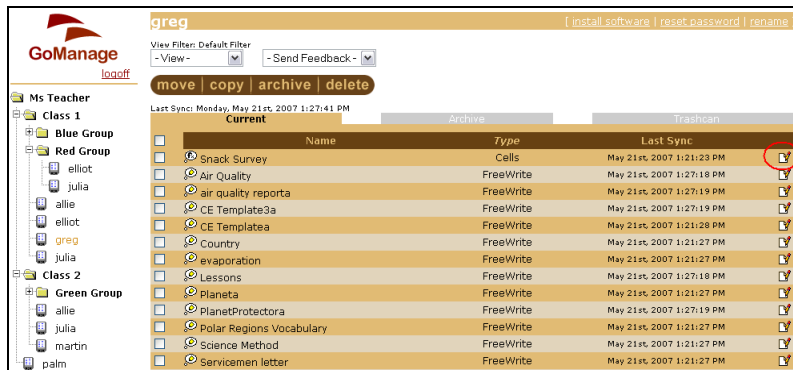 GoManage
logoff
Ms Teacher
Class 1
Blue Group
Red Group
elliot
julia
allie
elliot
greg
julia
Class 2
Green Group
allie
julia
martin
palm
greg [ install software | reset password | rename
View Filter: Default Filter
- View - - Send Feedback -
move | copy | archive | delete
Last Sync: Monday, May 21st, 2007 1:27:41 PM
Current Archive Trashcan
Name Type Last Sync
Snack Survey Cells May 21st, 2007 1:21:23 PM
Air Quality FreeWrite May 21st, 2007 1:27:18 PM
air quality reporta FreeWrite May 21st, 2007 1:27:19 PM
CE Template3a FreeWrite May 21st, 2007 1:27:19 PM
CE Templatea FreeWrite May 21st, 2007 1:21:28 PM
Country FreeWrite May 21st, 2007 1:21:27 PM
evaporation FreeWrite May 21st, 2007 1:21:27 PM
Lessons FreeWrite May 21st, 2007 1:27:18 PM
Planeta FreeWrite May 21st, 2007 1:21:27 PM
PlanetProtectora FreeWrite May 21st, 2007 1:27:19 PM
Polar Regions Vocabulary FreeWrite May 21st, 2007 1:21:27 PM
Science Method FreeWrite May 21st, 2007 1:21:27 PM
Servicemen letter FreeWrite May 21st, 2007 1:21:27 PM